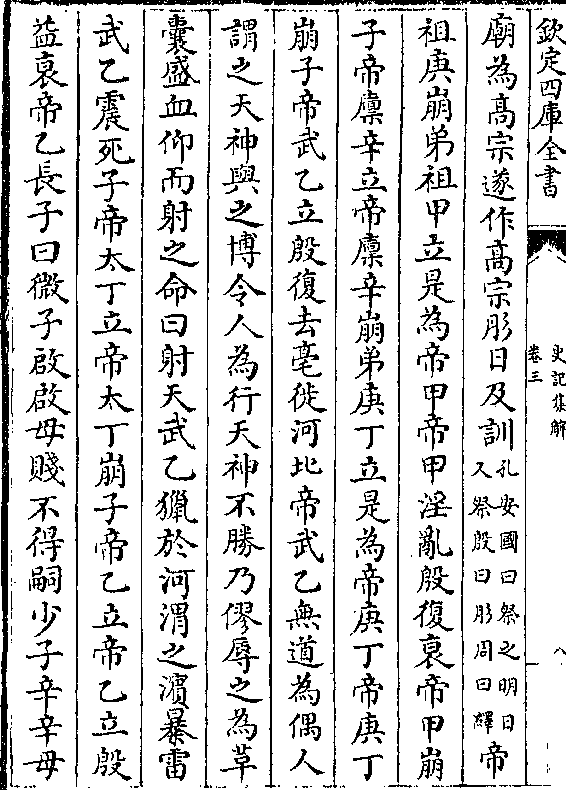 欽定四庫全書
史記集解
卷三
八
廟為髙宗遂作髙宗肜日及訓孔安國曰祭之明日又祭殷曰肜周曰繹帝
祖庚崩弟祖甲立是為帝甲帝甲淫亂殷復衰帝甲崩
子帝廩辛立帝廩辛崩弟庚丁立是為帝庚丁帝庚丁
崩子帝武乙立殷復去亳徙河北帝武乙無道為偶人
謂之天神與之博令人為行天神不勝乃僇辱之為革
囊盛血仰而射之命曰射天武乙獵於河渭之濱暴雷
武乙震死子帝太丁立帝太丁崩子帝乙立帝乙立殷
益衰帝乙長子曰微子啟啟母賤不得嗣少子辛辛母